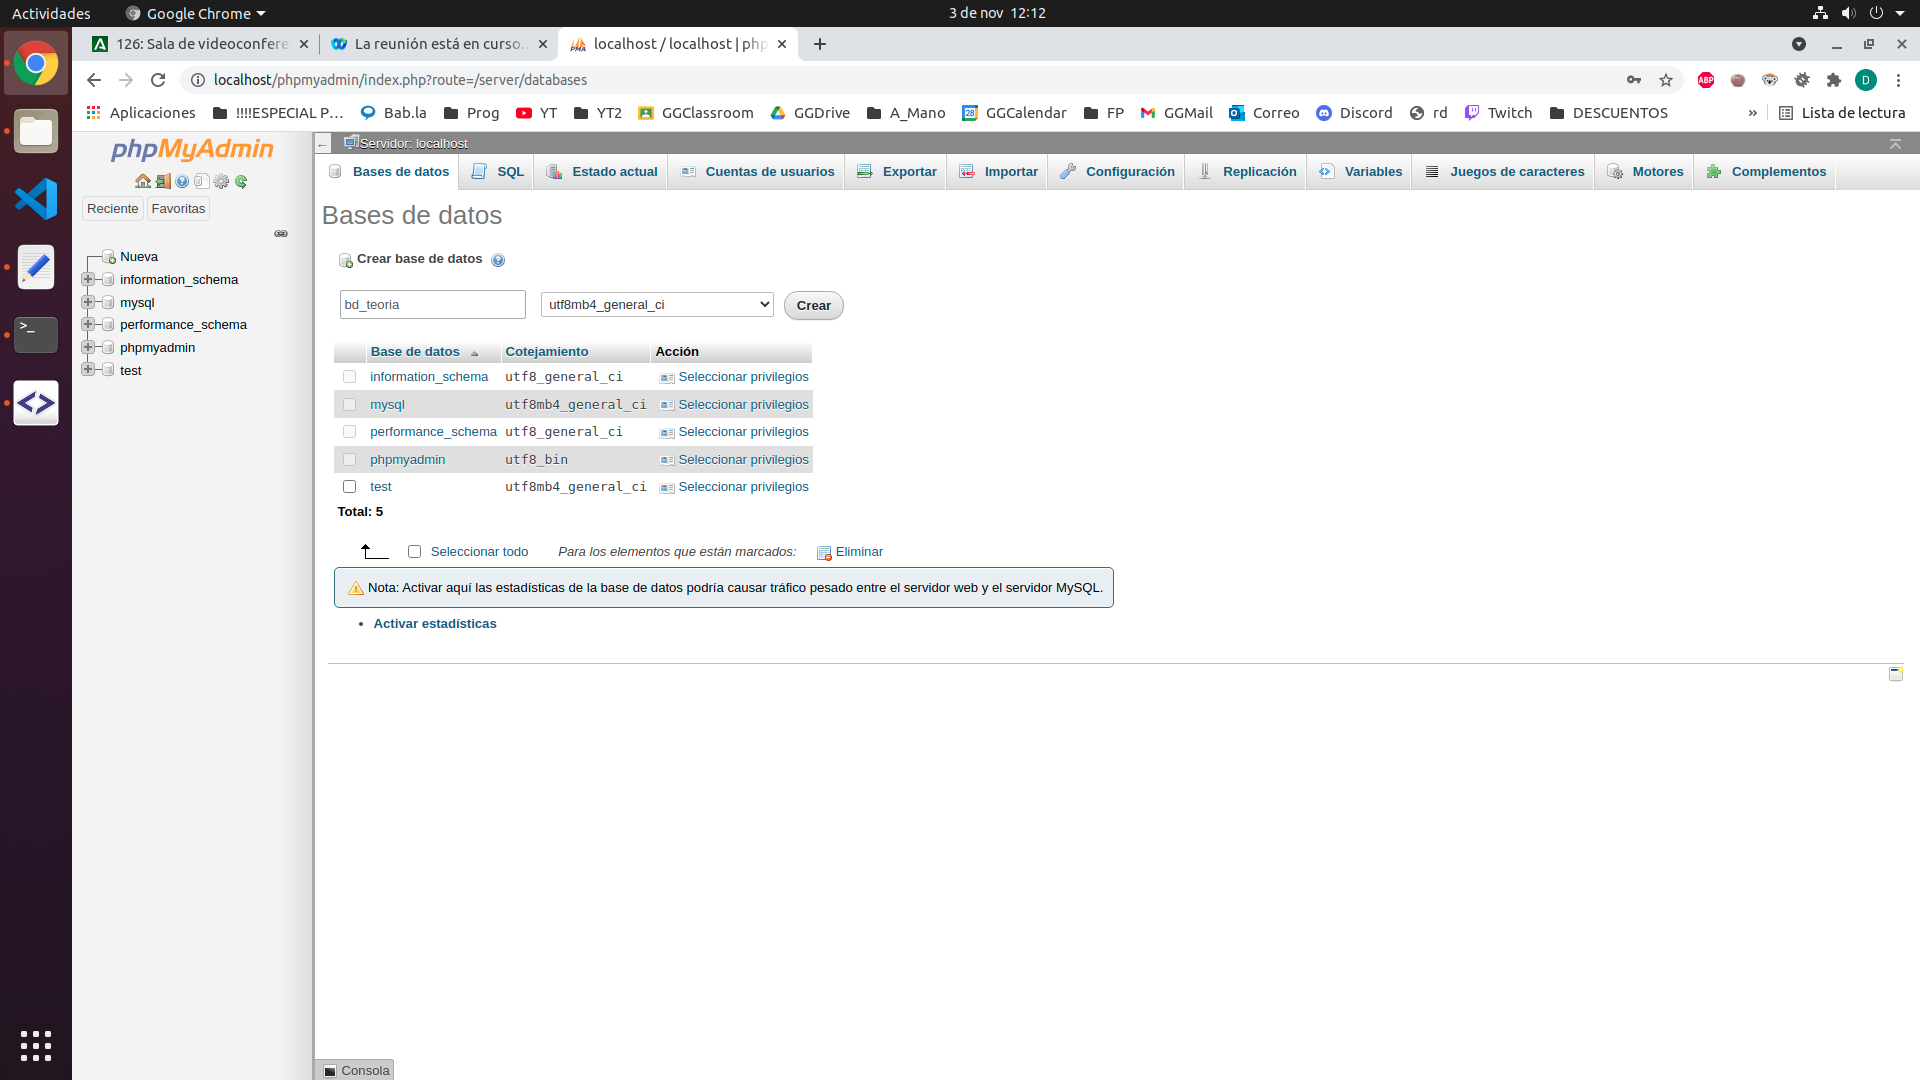 Actividades
Google Chrome
3 de nov 12:12
126: Sala de videoconfere
La reunión está en curso..
localhost / localhost | php
localhost/phpmyadmin/index.php?route=/server/databases
ABP
D
Aplicaciones
!!!!ESPECIAL P…
Bab.la
Prog
YT
YT2
GGClassroom
GGDrive
A_Mano
GGCalendar
FP
GGMail
Correo
Discord
rd
Twitch
DESCUENTOS
»
Lista de lectura
phpMyAdmin
Reciente
Favoritas
Nueva
information_schema
mysql
performance_schema
phpmyadmin
test
Servidor: localhost
Bases de datos
SQL
Estado actual
Cuentas de usuarios
Exportar
Importar
Configuración
Replicación
Variables
Juegos de caracteres
Motores
Complementos
Bases de datos
Crear base de datos
bd_teoria
utf8mb4_general_ci
Crear
Base de datos Cotejamiento Acción
information_schema utf8_general_ci Seleccionar privilegios
mysql utf8mb4_general_ci Seleccionar privilegios
performance_schema utf8_general_ci Seleccionar privilegios
phpmyadmin utf8_bin Seleccionar privilegios
test utf8mb4_general_ci Seleccionar privilegios
Total: 5
Seleccionar todo Para los elementos que están marcados: Eliminar
Nota: Activar aquí las estadísticas de la base de datos podría causar tráfico pesado entre el servidor web y el servidor MySQL.
• Activar estadísticas
Consola